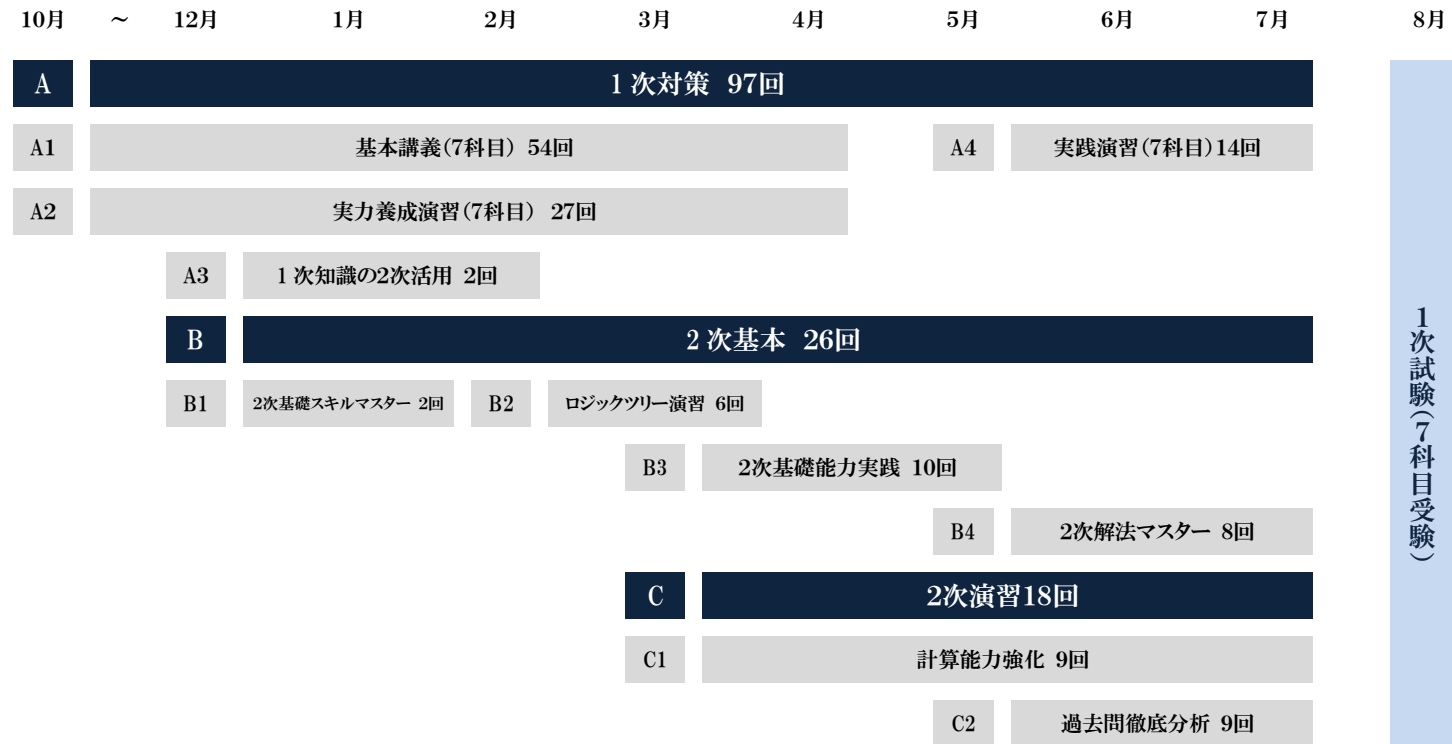 10月 ～ 12月 1月 2月 3月 4月 5月 6月 7月 8月
A 1次対策 97回
A1 基本講義(7科目) 54回 A4 実践演習(7科目)14回
A2 実力養成演習(7科目) 27回
A3 1次知識の2次活用 2回
B 2次基本 26回
B1 2次基礎スキルマスター 2回 B2 ロジックツリー演習 6回
B3 2次基礎能力実践 10回
B4 2次解法マスター 8回
C 2次演習18回
C1 計算能力強化 9回
C2 過去問徹底分析 9回
1次試験(7科目受験)